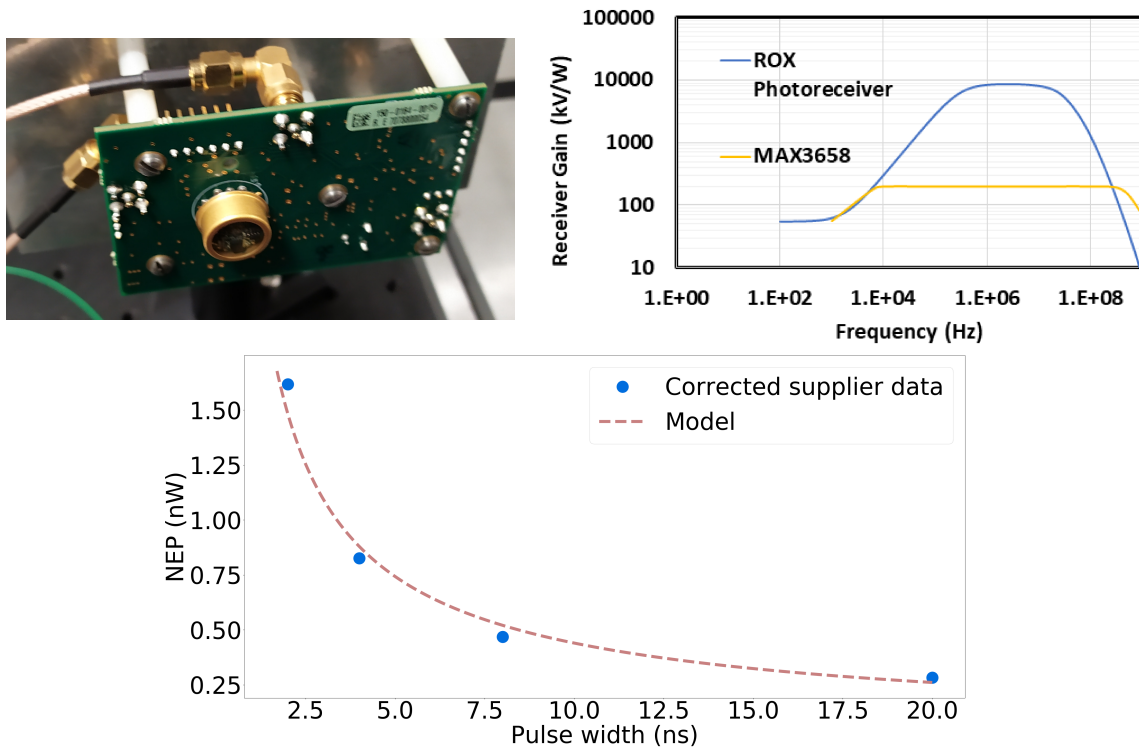 100000
10000
1000
100
10
Receiver Gain (kV/W)
ROX
Photoreceiver
MAX3658
1.E+00 1.E+02 1.E+04 1.E+06 1.E+08
Frequency (Hz)
1.50
1.25
1.00
0.75
0.50
0.25
NEP (nW)
Corrected supplier data
Model
2.5 5.0 7.5 10.0 12.5 15.0 17.5 20.0
Pulse width (ns)